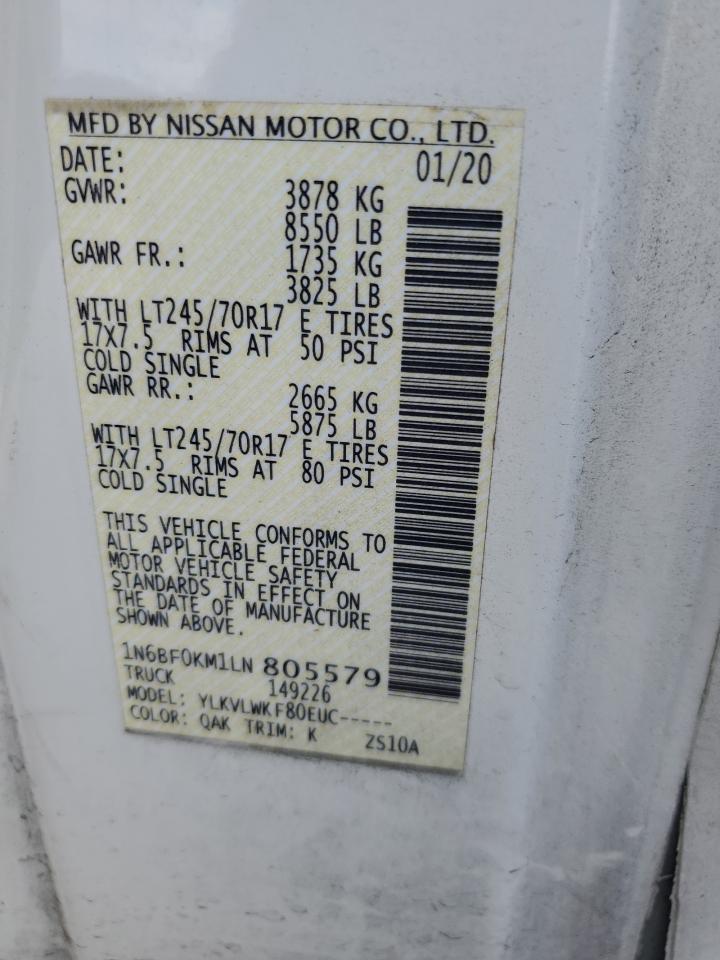 MFD BY NISSAN MOTOR CO., LTD.
DATE: 01/20
GVWR: 3878 KG
8550 LB
GAWR FR.: 1735 KG
3825 LB
WITH LT245/70R17 E TIRES
17X7.5 RIMS AT 50 PSI
COLD SINGLE
GAWR RR.: 2665 KG
5875 LB
WITH LT245/70R17 E TIRES
17X7.5 RIMS AT 80 PSI
COLD SINGLE
THIS VEHICLE CONFORMS TO
ALL APPLICABLE FEDERAL
MOTOR VEHICLE SAFETY
STANDARDS IN EFFECT ON
THE DATE OF MANUFACTURE
SHOWN ABOVE.
1N6BF0KM1LN 805579
TRUCK 149226
MODEL: YLKVLWKF80EUC-----
COLOR: QAK TRIM: K ZS10A